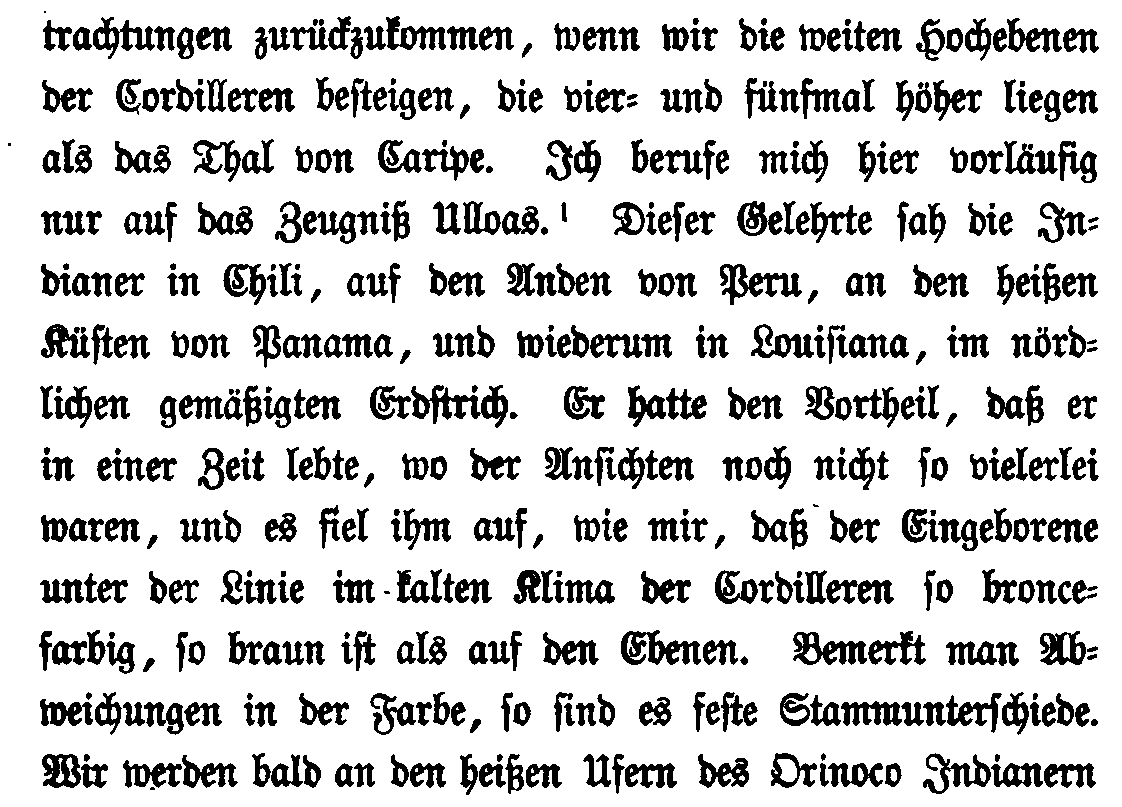 trachtungen zurückzukommen, wenn wir die weiten Hochebenen
der Cordilleren besteigen, die vier= und fünfmal höher liegen
als das Thal von Caripe. Ich berufe mich hier vorläufig
nur auf das Zeugniß Ulloas.¹ Dieser Gelehrte sah die In=
dianer in Chili, auf den Anden von Peru, an den heißen
Küsten von Panama, und wiederum in Louisiana, im nörd=
lichen gemäßigten Erdstrich. Er hatte den Vortheil, daß er
in einer Zeit lebte, wo der Ansichten noch nicht so vielerlei
waren, und es fiel ihm auf, wie mir, daß der Eingeborene
unter der Linie im kalten Klima der Cordilleren so bronce=
farbig, so braun ist als auf den Ebenen. Bemerkt man Ab=
weichungen in der Farbe, so sind es feste Stammunterschiede.
Wir werden bald an den heißen Ufern des Orinoco Indianern